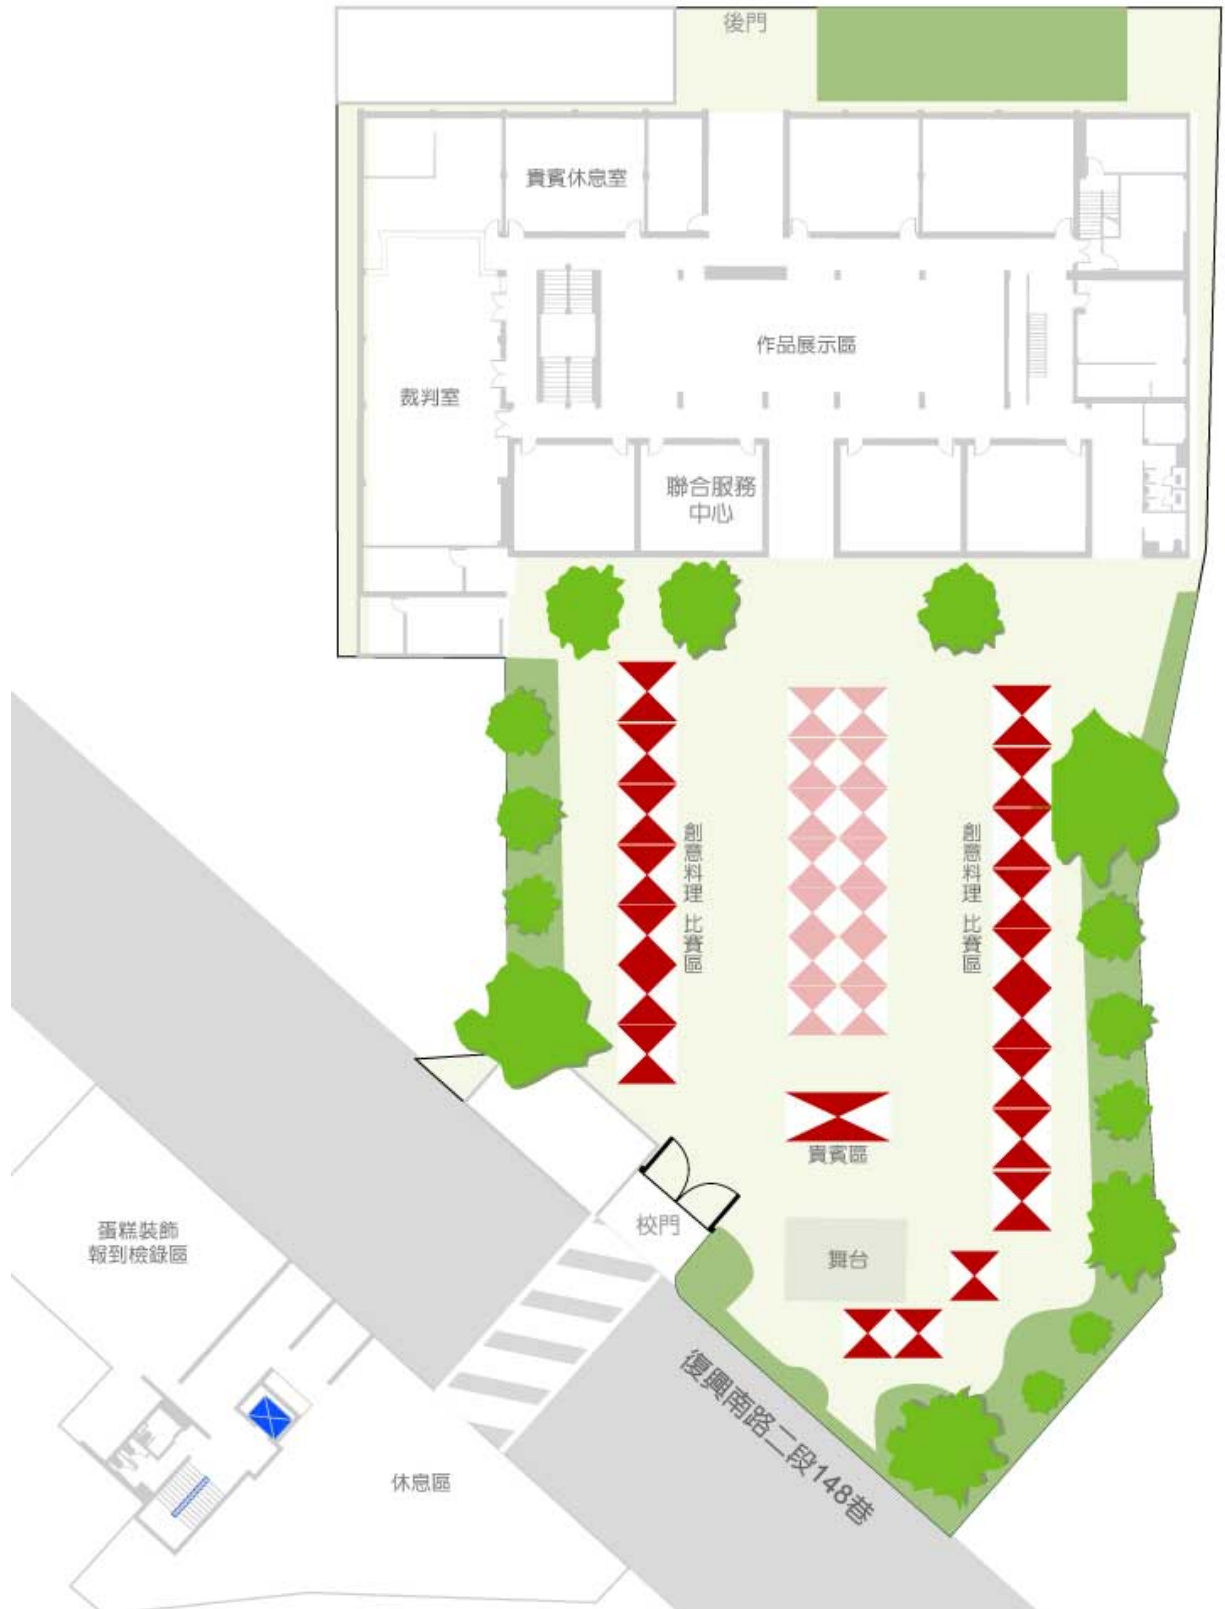 後門
貴賓休息室
作品展示區
裁判室
聯合服務
中心
創意料理 比賽區
創意料理 比賽區
貴賓區
校門
舞台
蛋糕裝飾
報到檢錄區
復興南路二段148巷
休息區